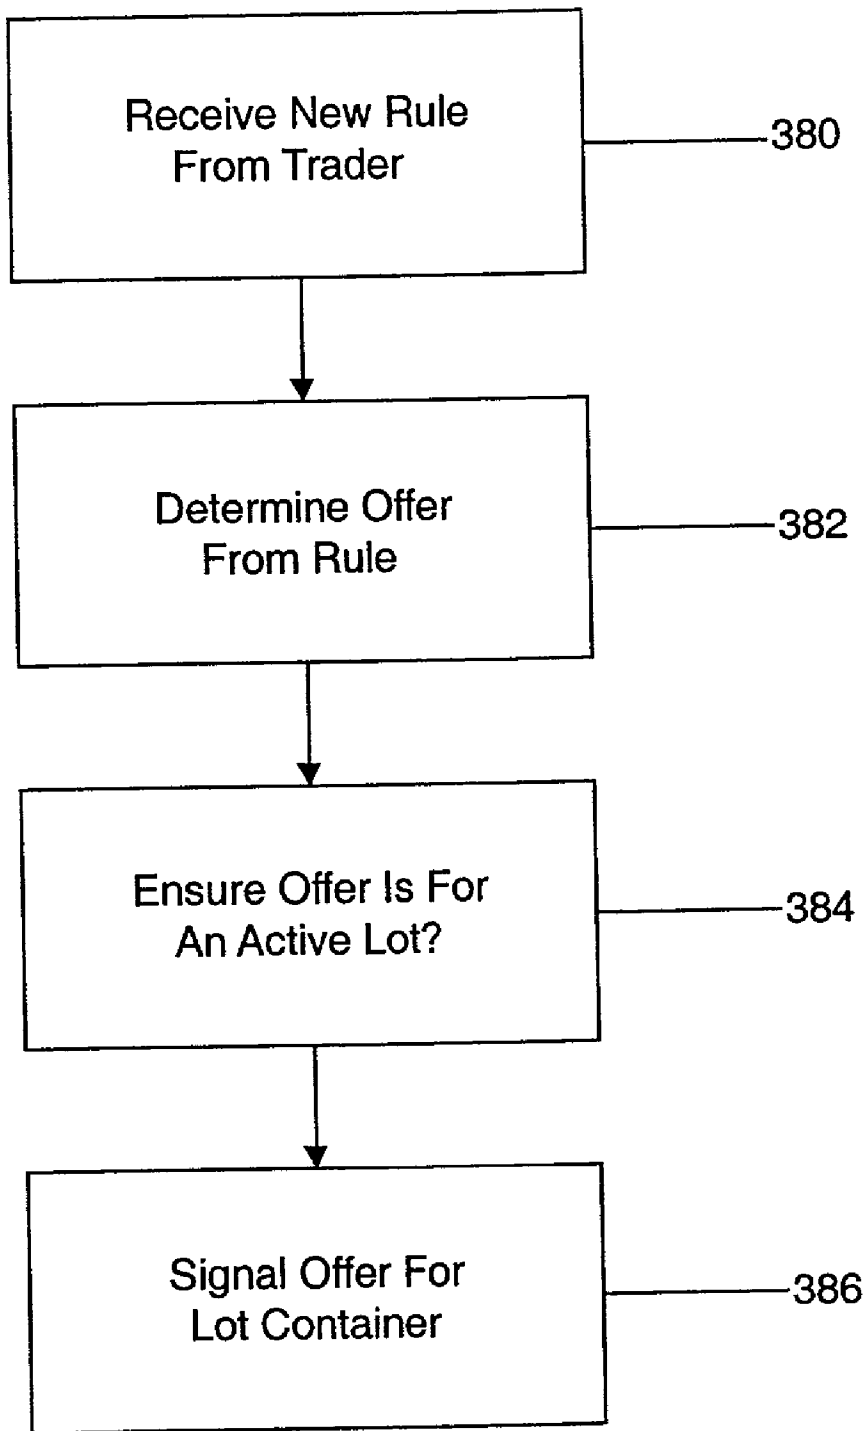 Receive New Rule
From Trader
380
Determine Offer
From Rule
382
Ensure Offer Is For
An Active Lot?
384
Signal Offer For
Lot Container
386